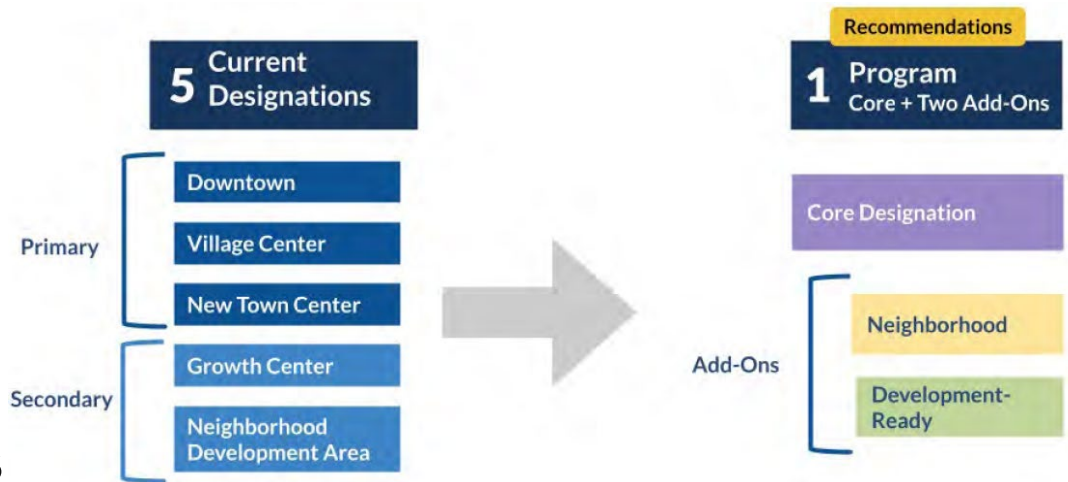 5 Current
Designations
Primary
Downtown
Village Center
New Town Center
Secondary
Growth Center
Neighborhood
Development Area
Recommendations
1 Program
Core + Two Add-Ons
Core Designation
Add-Ons
Neighborhood
Development-
Ready